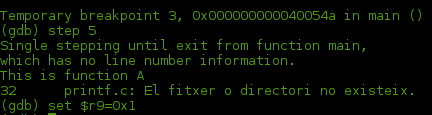 Temporary breakpoint 3, 0x000000000040054a in main ()
(gdb) step 5
Single stepping until exit from function main,
which has no line number information.
This is function A
32      printf.c: El fitxer o directori no existeix.
(gdb) set $r9=0x1